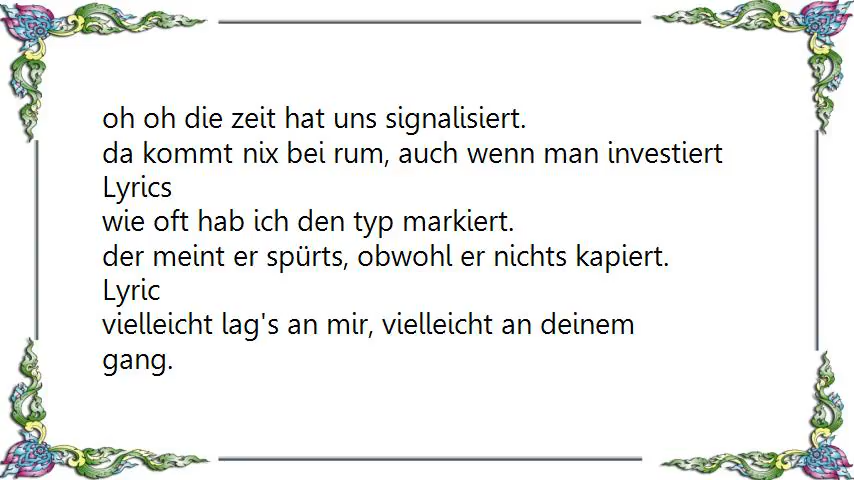 oh oh die zeit hat uns signalisiert.
da kommt nix bei rum, auch wenn man investiert
Lyrics
wie oft hab ich den typ markiert.
der meint er spürts, obwohl er nichts kapiert.
Lyric
vielleicht lag's an mir, vielleicht an deinem
gang.